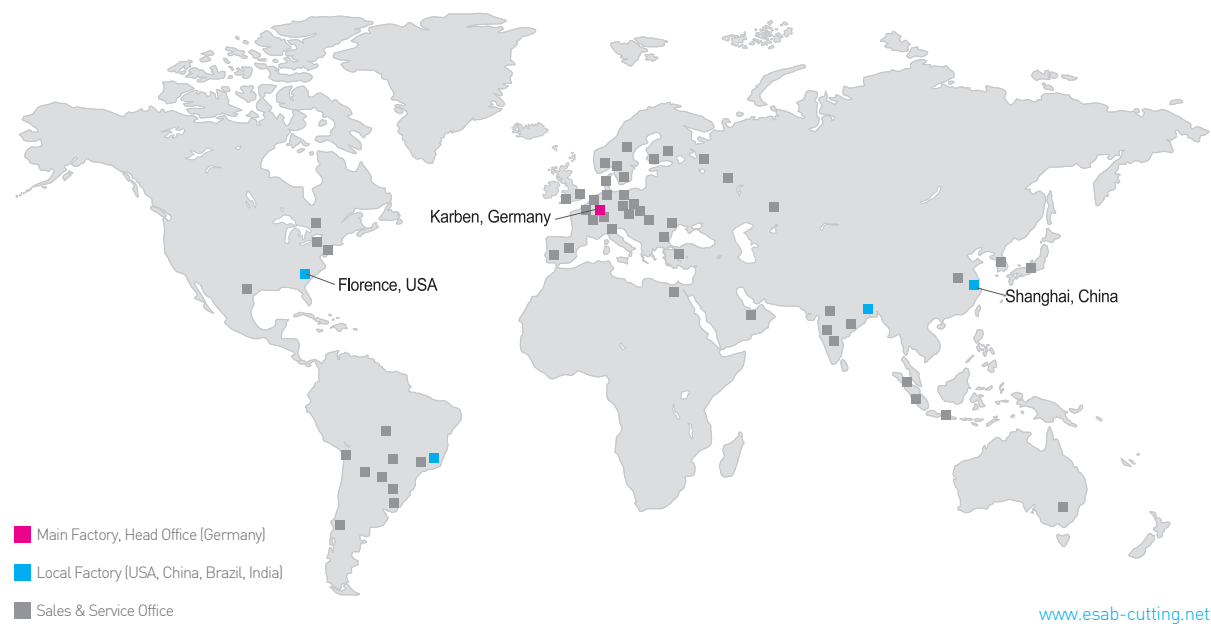 Karben, Germany
Florence, USA
Shanghai, China
Main Factory, Head Office (Germany)
Local Factory (USA, China, Brazil, India)
Sales & Service Office
www.esab-cutting.net